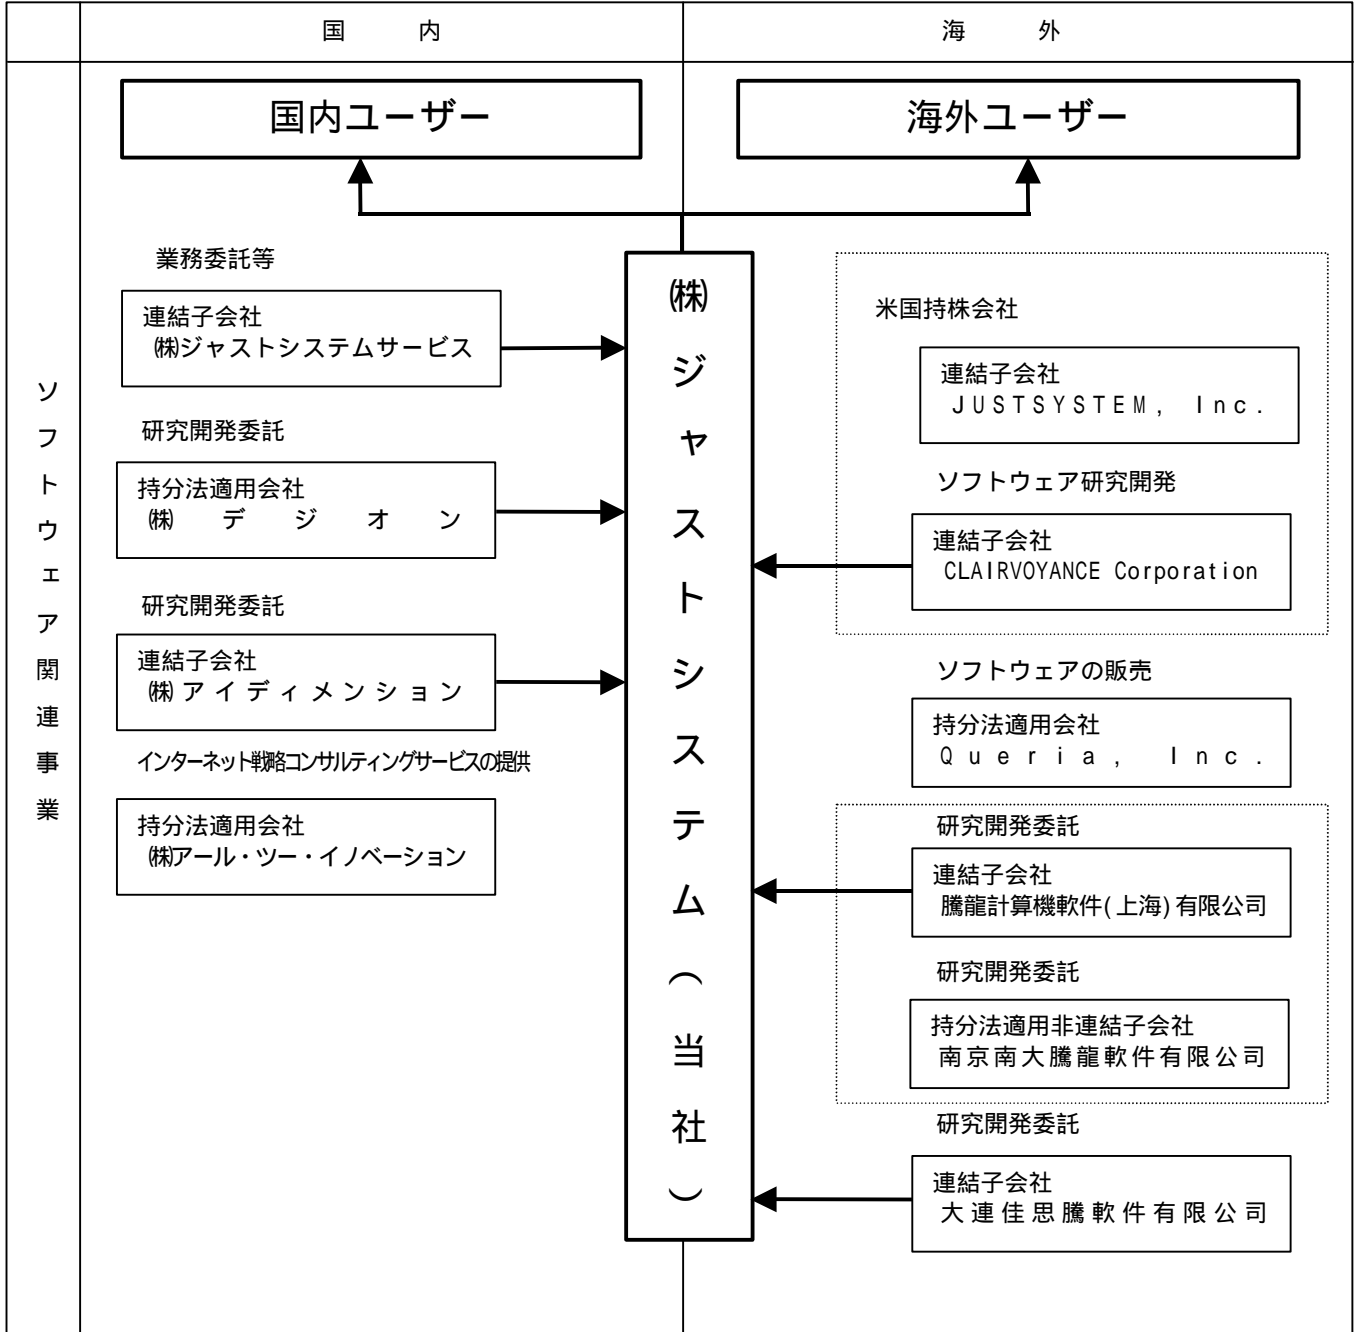 国内
海外
ソフトウェア関連事業
国内ユーザー
海外ユーザー
業務委託等
連結子会社
㈱ジャストシステムサービス
研究開発委託
持分法適用会社
㈱デジオン
研究開発委託
連結子会社
㈱アイディメンション
インターネット戦略コンサルティングサービスの提供
持分法適用会社
㈱アール・ツー・イノベーション
㈱ジャストシステム(当社)
米国持株会社
連結子会社
JUSTSYSTEM, Inc.
ソフトウェア研究開発
連結子会社
CLAIRVOYANCE Corporation
ソフトウェアの販売
持分法適用会社
Queria, Inc.
研究開発委託
連結子会社
騰龍計算機軟件(上海)有限公司
研究開発委託
持分法適用非連結子会社
南京南大騰龍軟件有限公司
研究開発委託
連結子会社
大連佳思騰軟件有限公司